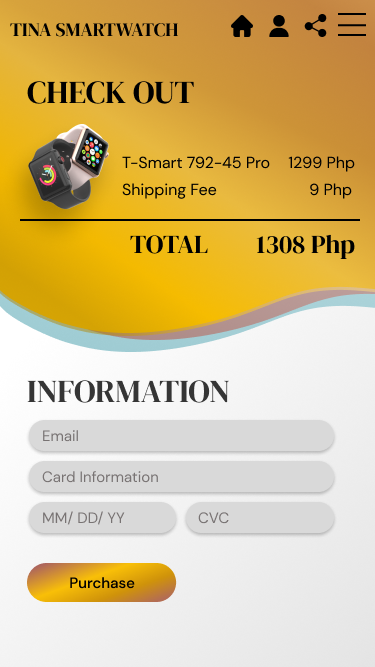 TINA SMARTWATCH
CHECK OUT
T-Smart 792-45 Pro 1299 Php
Shipping Fee 9 Php
TOTAL 1308 Php
INFORMATION
Email
Card Information
MM/ DD/ YY CVC
Purchase